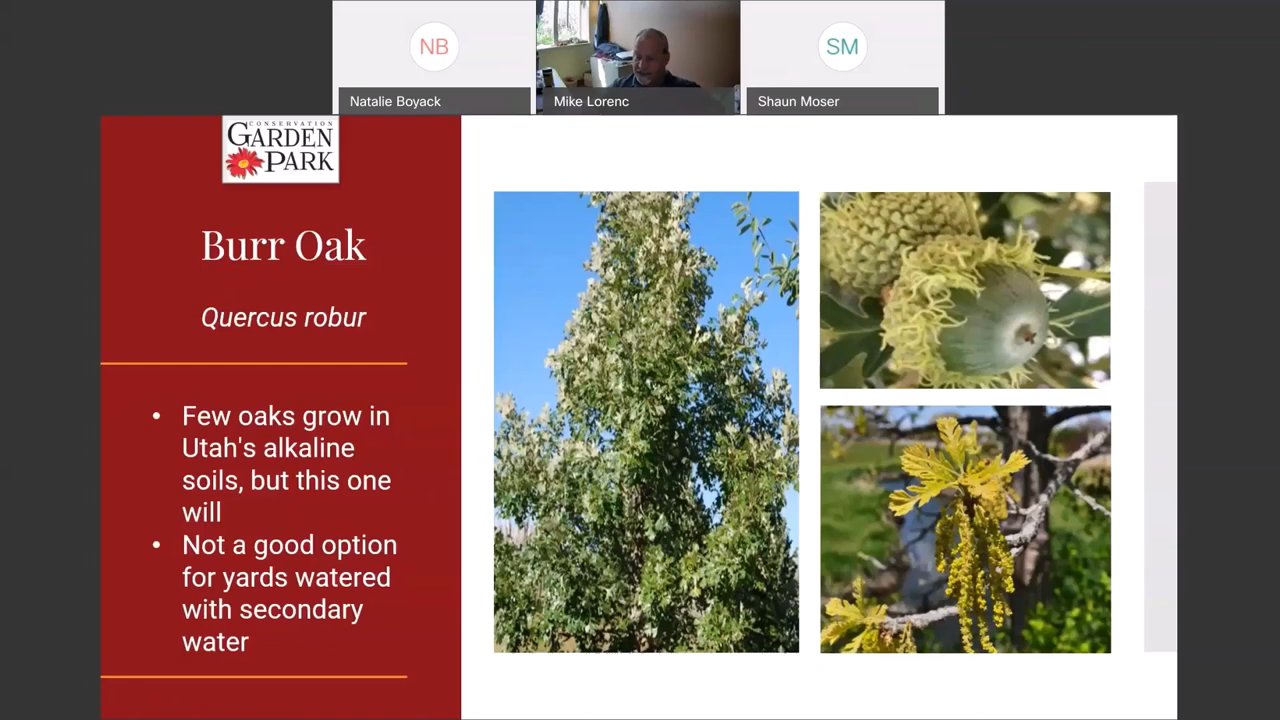 NB
SM
Natalie Boyack
Mike Lorenc
Shaun Moser
CONSERVATION
GARDEN
PARK
Burr Oak
Quercus robur
• Few oaks grow in
Utah's alkaline
soils, but this one
will
• Not a good option
for yards watered
with secondary
water